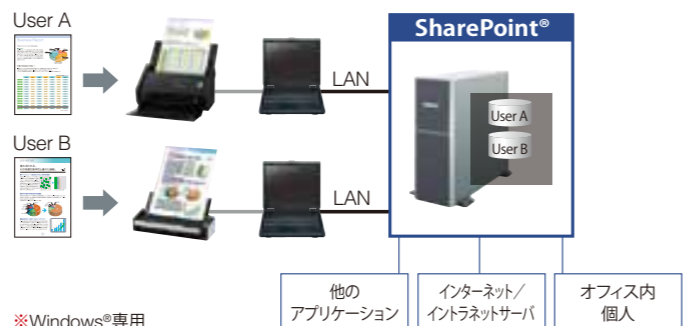 User A
SharePoint®
LAN
User A
User B
User B
LAN
他の
アプリケーション
インターネット／
イントラネットサーバ
オフィス内
個人
※Windows®専用